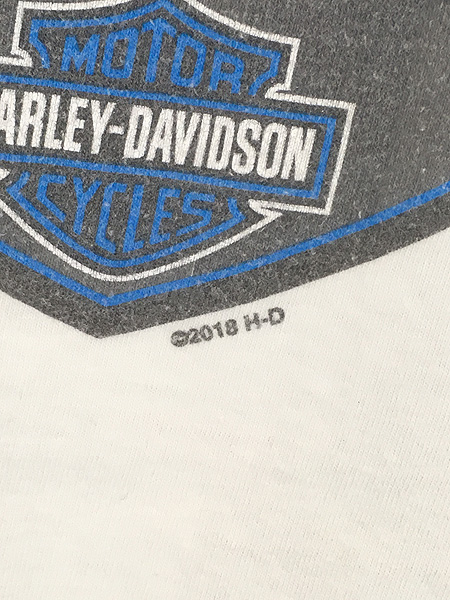 MOTOR
ARLEY-DAVIDSON
CYCLES
©2018 H-D